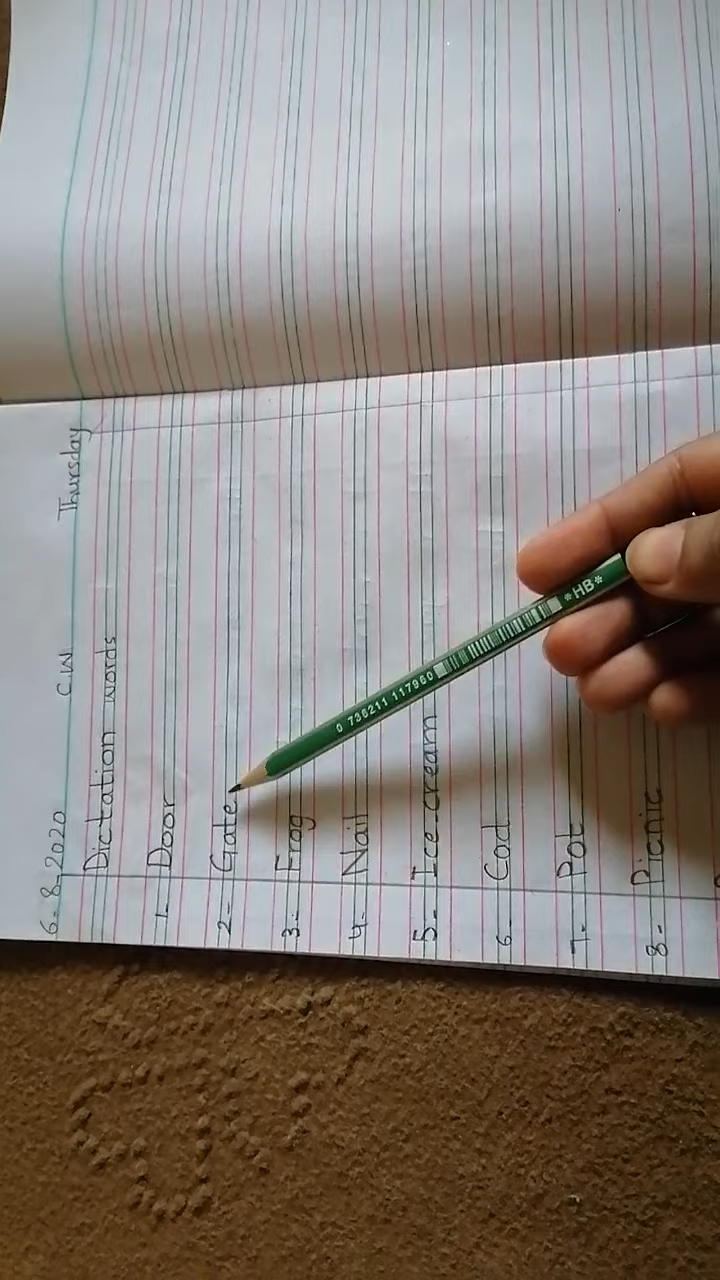 6-8-2020 C.W Thursday
Dictation words
1- Door
2- Gate
3- Frog
4- Nail
5- Ice-cream
6- Cod
7- Pot
8- Picnic
0 736211 117960 *HB*